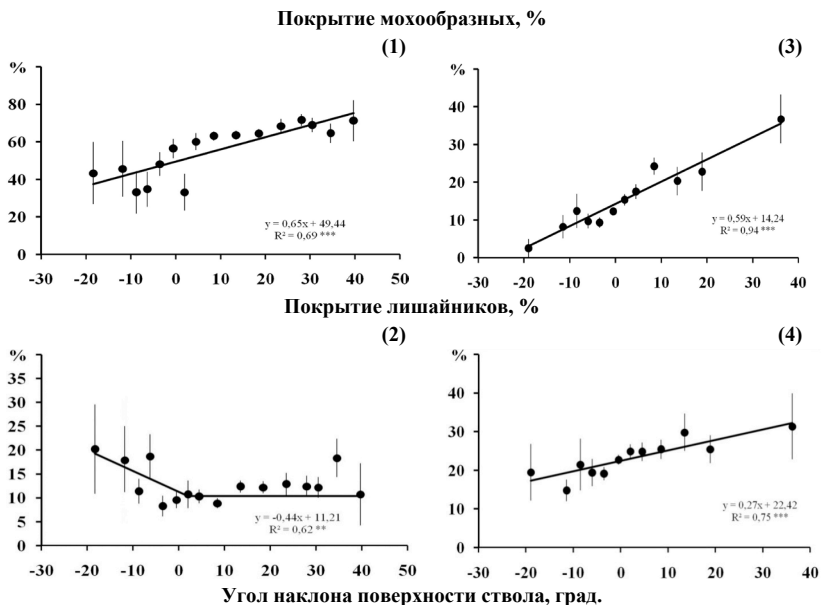 Покрытие мохообразных, %
(1)
%
80
60
40
20
0
y = 0,65x + 49,44
R² = 0,69 ***
-30 -20 -10 0 10 20 30 40 50
(3)
%
50
40
30
20
10
0
y = 0,59x + 14,24
R² = 0,94 ***
-30 -20 -10 0 10 20 30 40
Покрытие лишайников, %
(2)
%
35
30
25
20
15
10
5
0
y = -0,44x + 11,21
R² = 0,62 **
-30 -20 -10 0 10 20 30 40 50
(4)
%
50
40
30
20
10
0
y = 0,27x + 22,42
R² = 0,75 ***
-30 -20 -10 0 10 20 30 40
Угол наклона поверхности ствола, град.